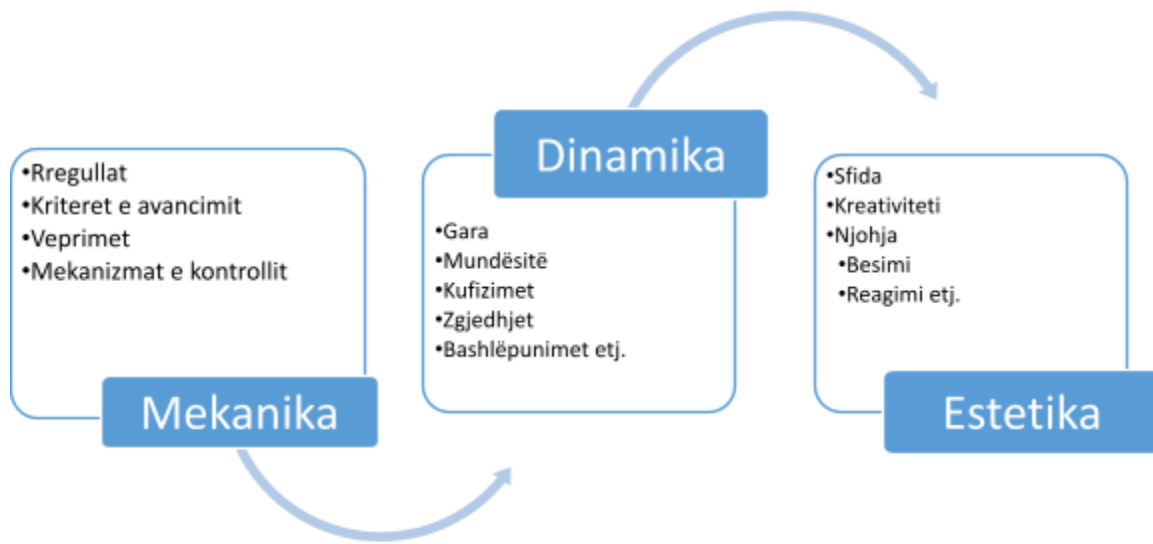 •Rregullat
•Kriteret e avancimit
•Veprimet
•Mekanizmat e kontrollit
Mekanika
Dinamika
•Gara
•Mundësitë
•Kufizimet
•Zgjedhjet
•Bashlëpunimet etj.
•Sfida
•Kreativiteti
•Njohja
•Besimi
•Reagimi etj.
Estetika